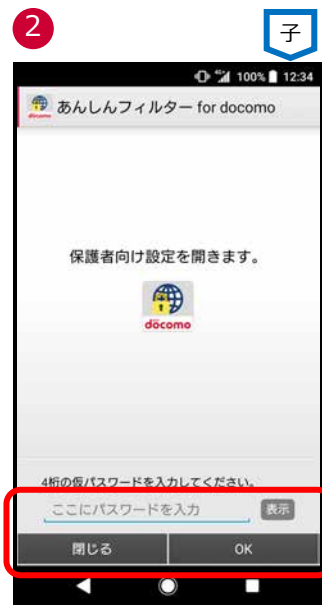 2
子
100% 12:34
あんしんフィルター for docomo
保護者向け設定を開きます。
döcomo
4桁の仮パスワードを入力してください。
ここにパスワードを入力 表示
閉じる OK